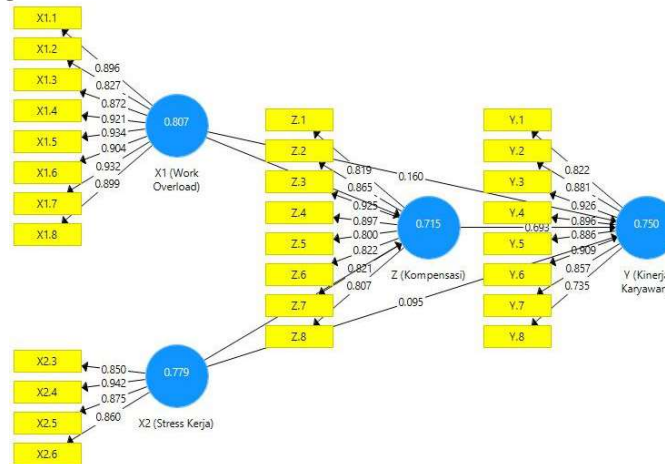 X1.1
X1.2
X1.3
X1.4
X1.5
X1.6
X1.7
X1.8
0.896
0.827
0.872
0.921
0.934
0.904
0.932
0.899
0.807
X1 (Work
Overload)
X2.3
X2.4
X2.5
X2.6
0.850
0.942
0.875
0.860
0.779
X2 (Stress Kerja)
Z.1
Z.2
Z.3
Z.4
Z.5
Z.6
Z.7
Z.8
0.819
0.865
0.925
0.897
0.800
0.822
0.821
0.807
0.715
Z (Kompensasi)
0.160
0.693
0.095
Y.1
Y.2
Y.3
Y.4
Y.5
Y.6
Y.7
Y.8
0.822
0.881
0.926
0.896
0.886
0.909
0.857
0.735
0.750
Y (Kinerja
Karyawan